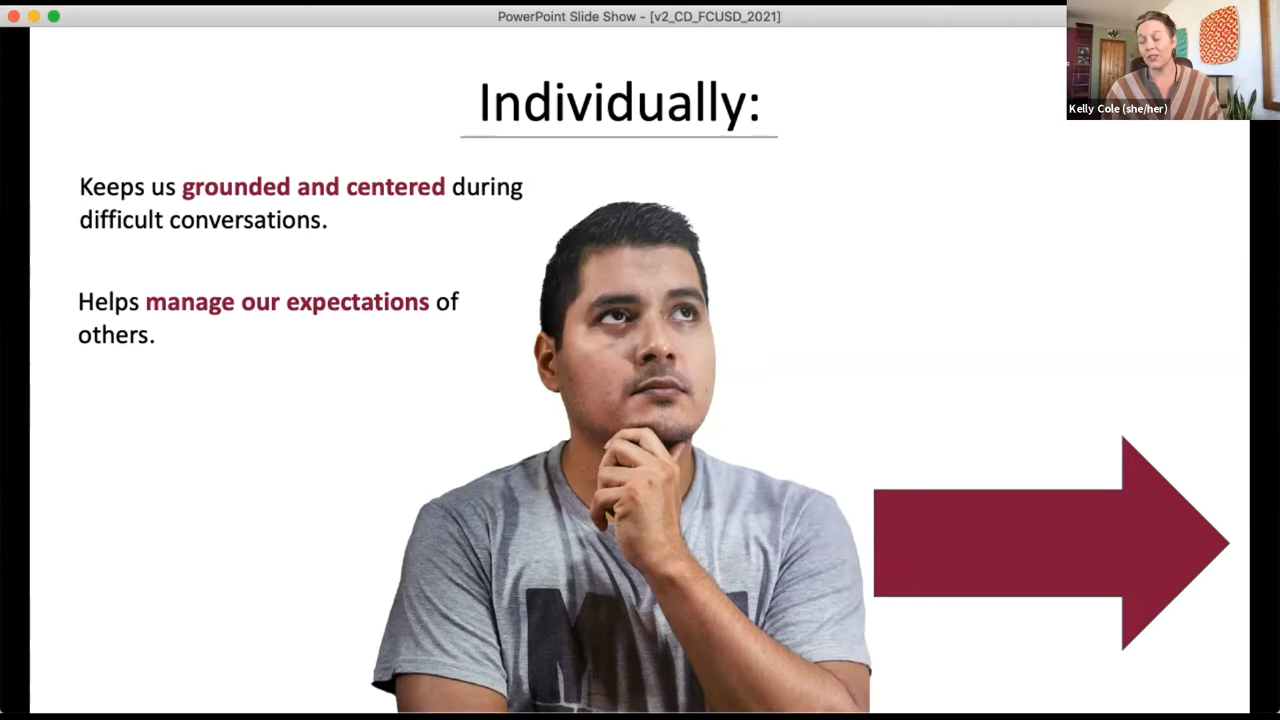 PowerPoint Slide Show - [v2_CD_FCUSD_2021]
Kelly Cole (she/her)
Individually:
Keeps us grounded and centered during
difficult conversations.
Helps manage our expectations of
others.